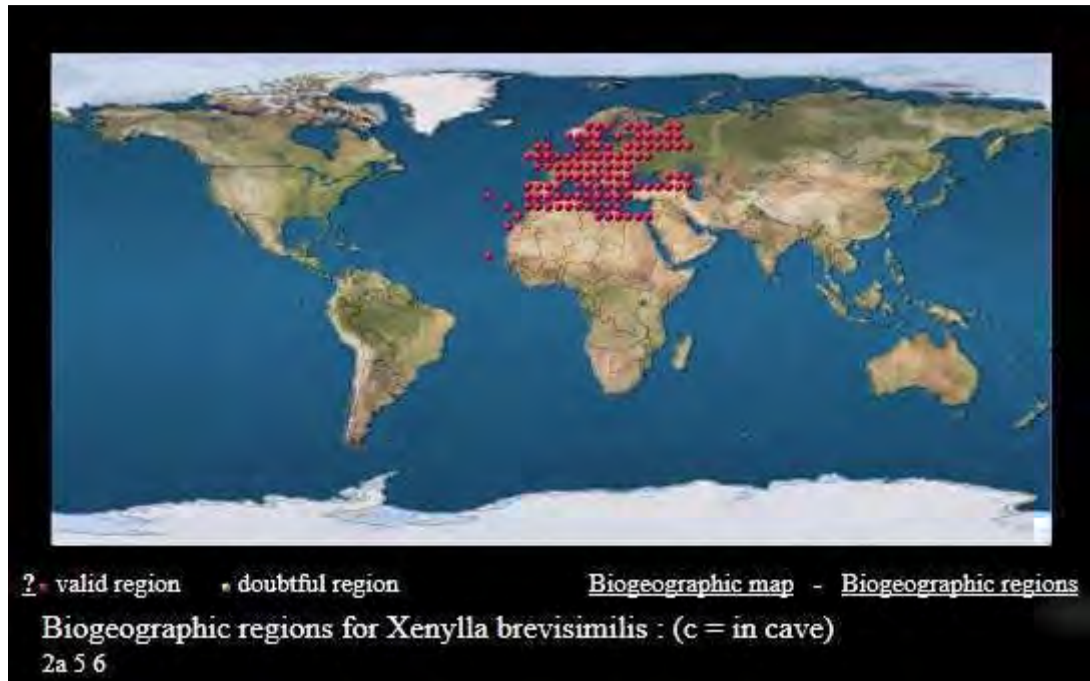 ? valid region doubtful region Biogeographic map - Biogeographic regions
Biogeographic regions for Xenylla brevisimilis : (c = in cave)
2a 5 6